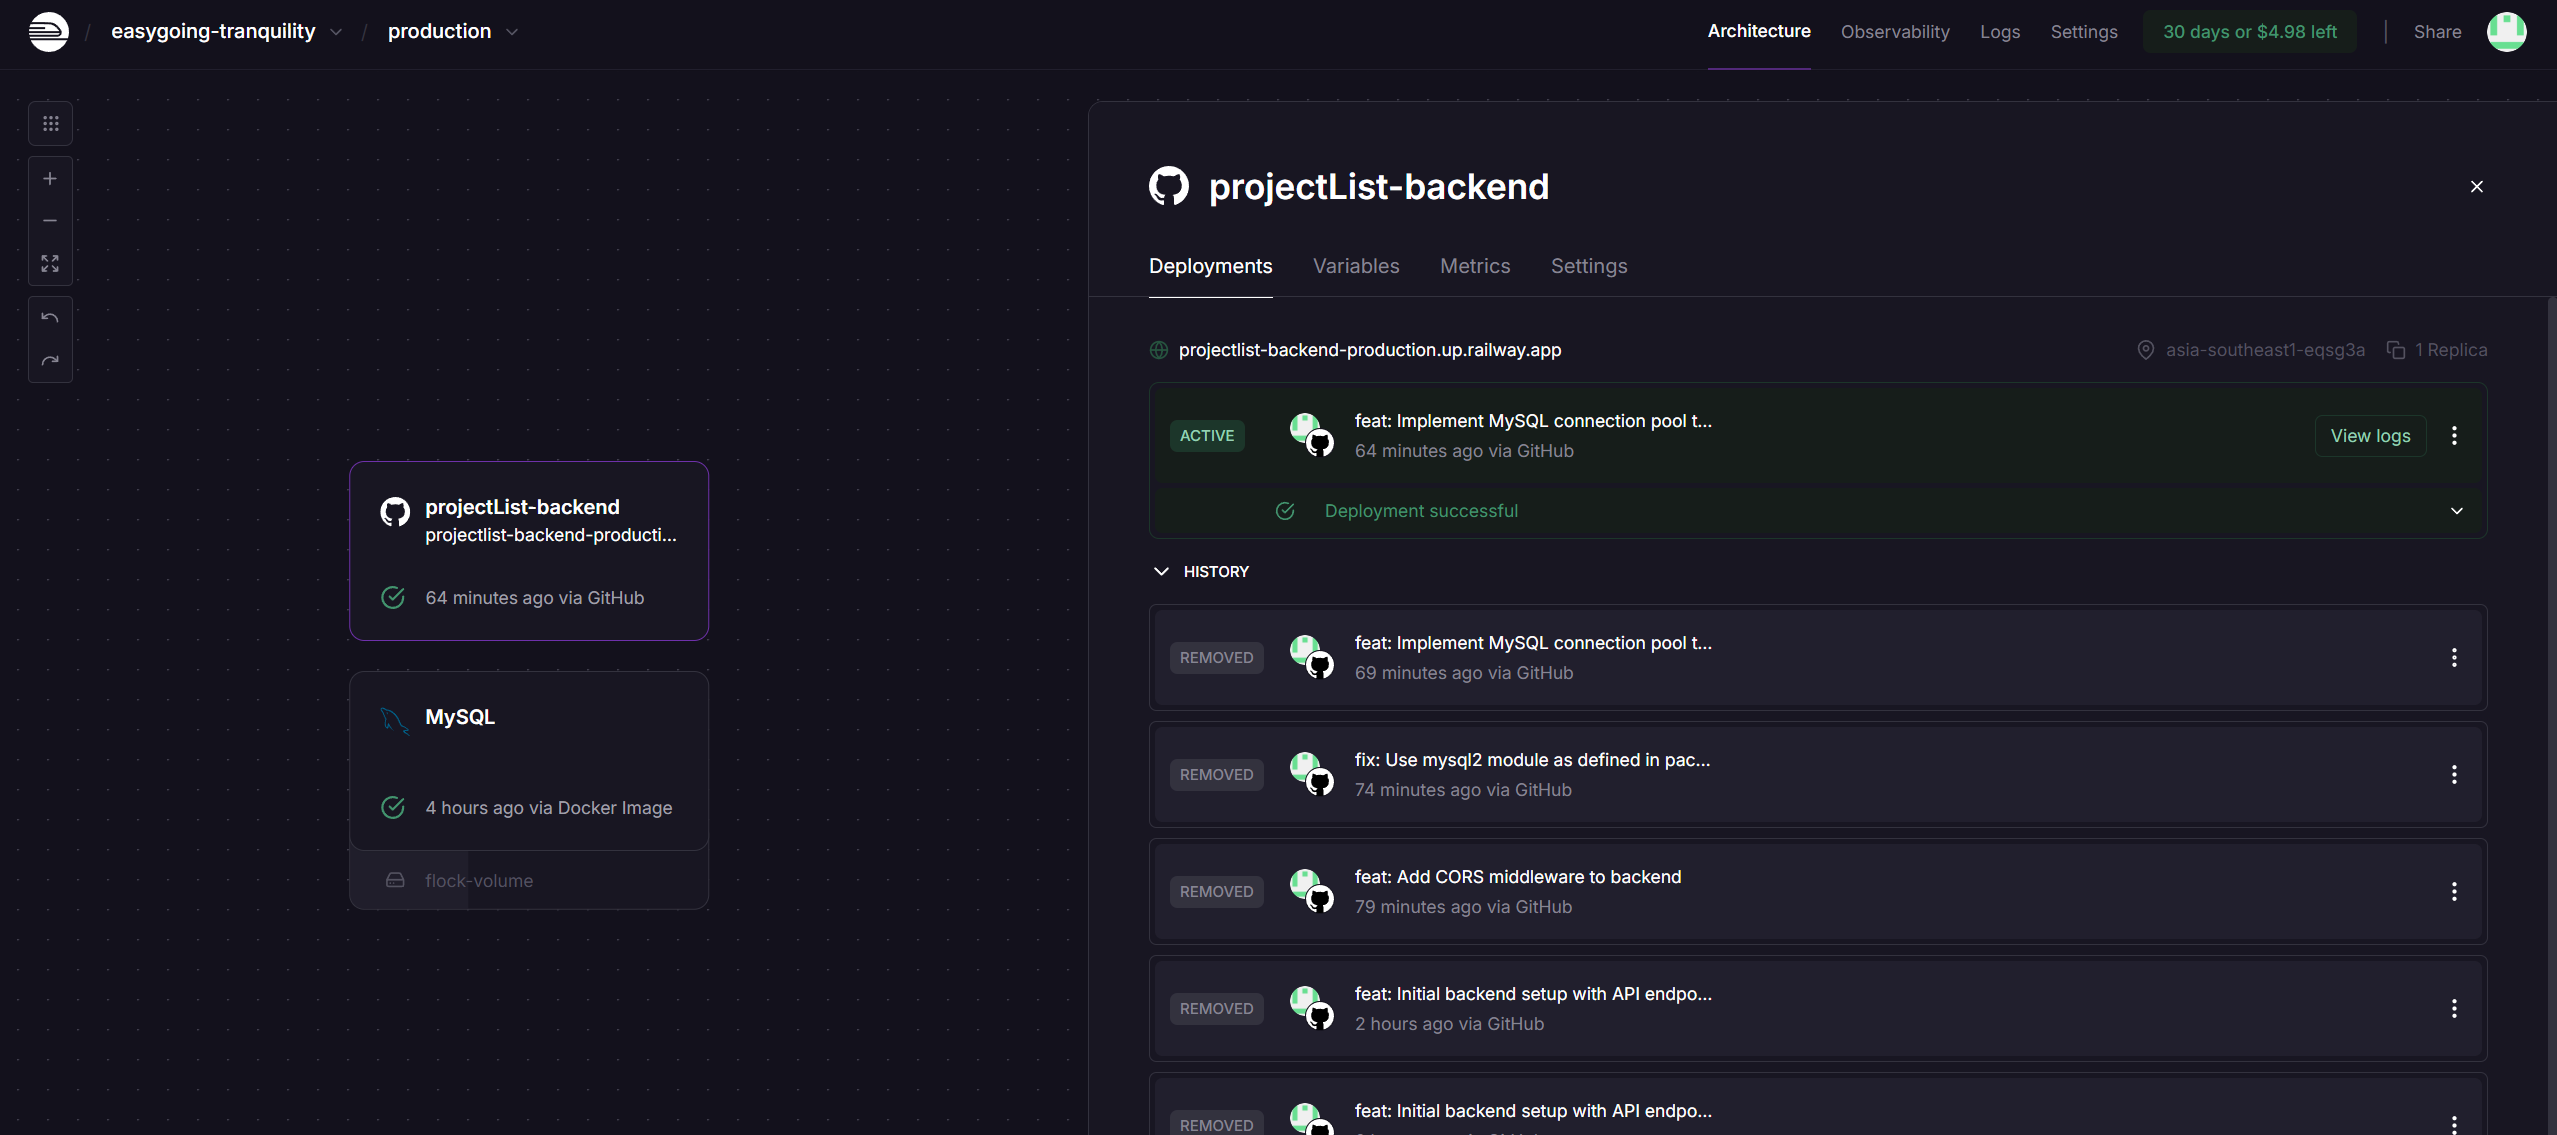 / easygoing-tranquility / production
Architecture Observability Logs Settings 30 days or $4.98 left Share
projectList-backend
projectlist-backend-producti...
64 minutes ago via GitHub
MySQL
4 hours ago via Docker Image
flock-volume
projectList-backend
Deployments Variables Metrics Settings
projectlist-backend-production.up.railway.app asia-southeast1-eqsg3a 1 Replica
ACTIVE
feat: Implement MySQL connection pool t...
64 minutes ago via GitHub
View logs
Deployment successful
HISTORY
REMOVED
feat: Implement MySQL connection pool t...
69 minutes ago via GitHub
REMOVED
fix: Use mysql2 module as defined in pac...
74 minutes ago via GitHub
REMOVED
feat: Add CORS middleware to backend
79 minutes ago via GitHub
REMOVED
feat: Initial backend setup with API endpo...
2 hours ago via GitHub
REMOVED
feat: Initial backend setup with API endpo...